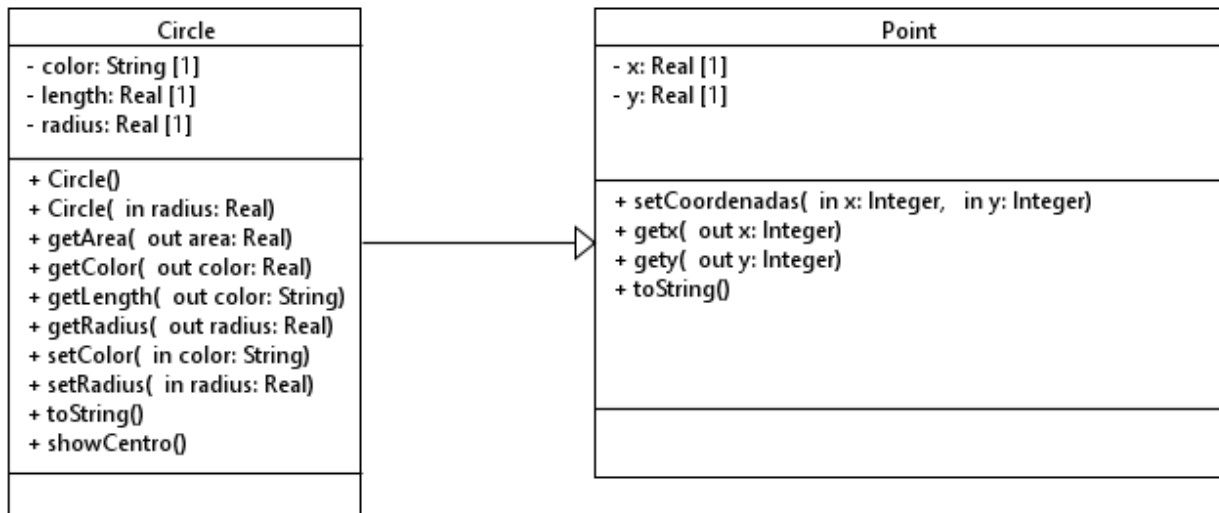 Circle
- color: String [1]
- length: Real [1]
- radius: Real [1]
+ Circle()
+ Circle(  in radius: Real)
+ getArea(  out area: Real)
+ getColor(  out color: Real)
+ getLength(  out color: String)
+ getRadius(  out radius: Real)
+ setColor(  in color: String)
+ setRadius(  in radius: Real)
+ toString()
+ showCentro()
Point
- x: Real [1]
- y: Real [1]
+ setCoordenadas(  in x: Integer,   in y: Integer)
+ getx(  out x: Integer)
+ gety(  out y: Integer)
+ toString()